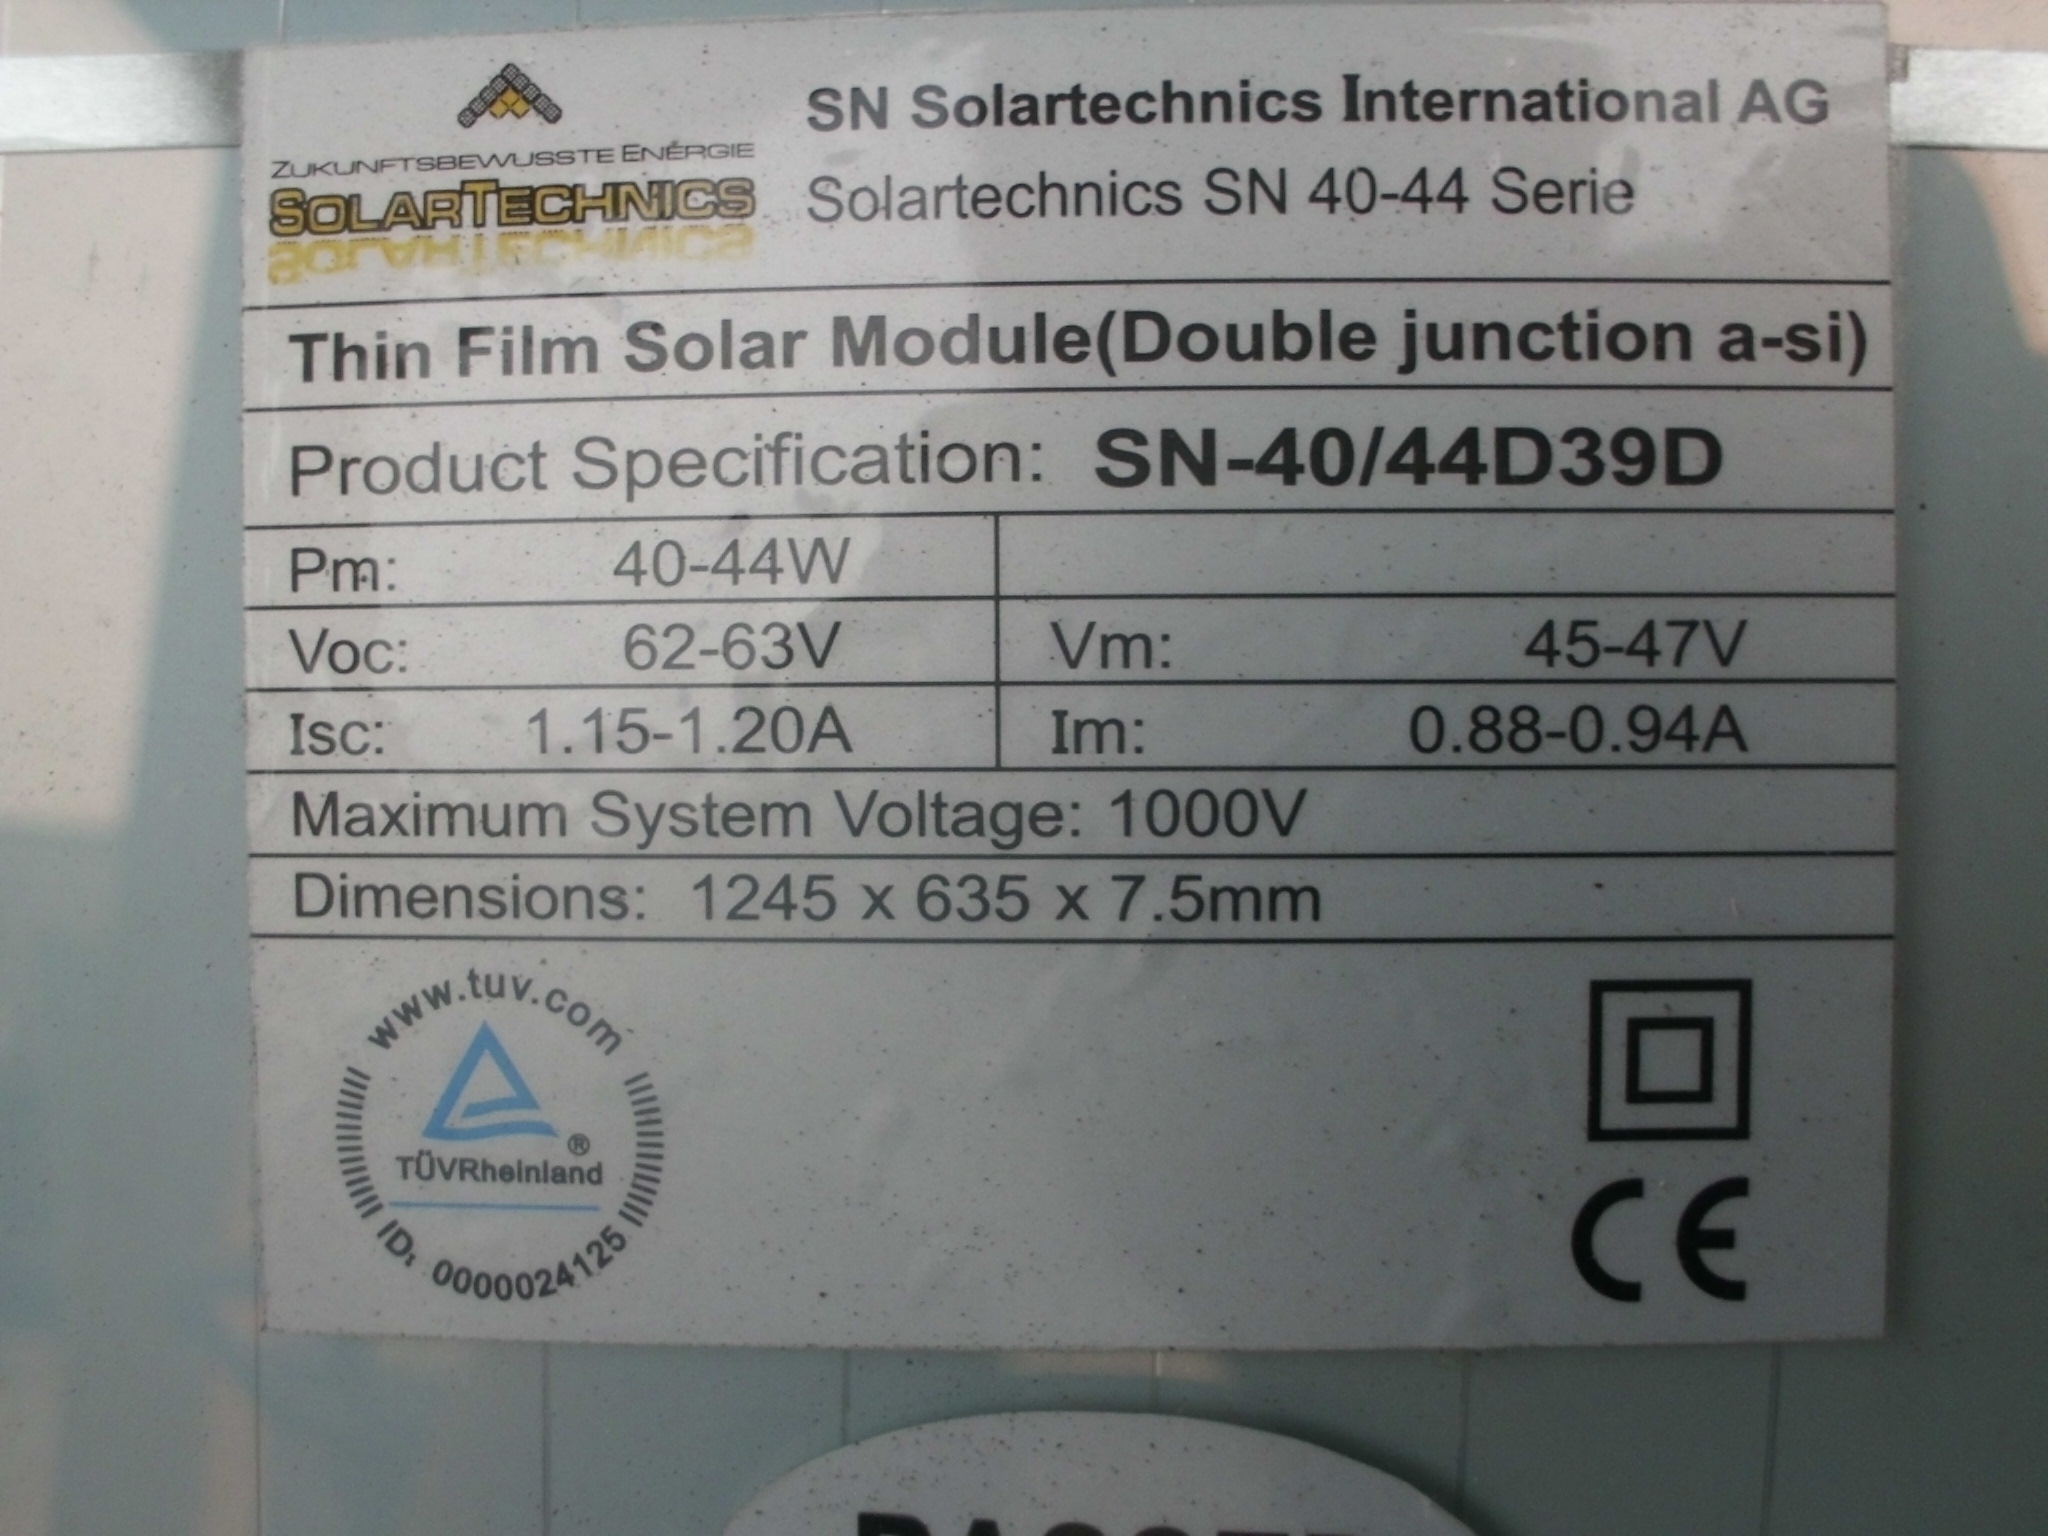 SN Solartechnics International AG
ZUKUNFTSBEWUSSTE ENERGIE
SOLARTECHNICS
Solartechnics SN 40-44 Serie
Thin Film Solar Module(Double junction a-si)
Product Specification: SN-40/44D39D
Pm: 40-44W
Voc: 62-63V Vm: 45-47V
Isc: 1.15-1.20A Im: 0.88-0.94A
Maximum System Voltage: 1000V
Dimensions: 1245 x 635 x 7.5mm
www.tuv.com
®
TÜVRheinland
ID: 0000024125
CE